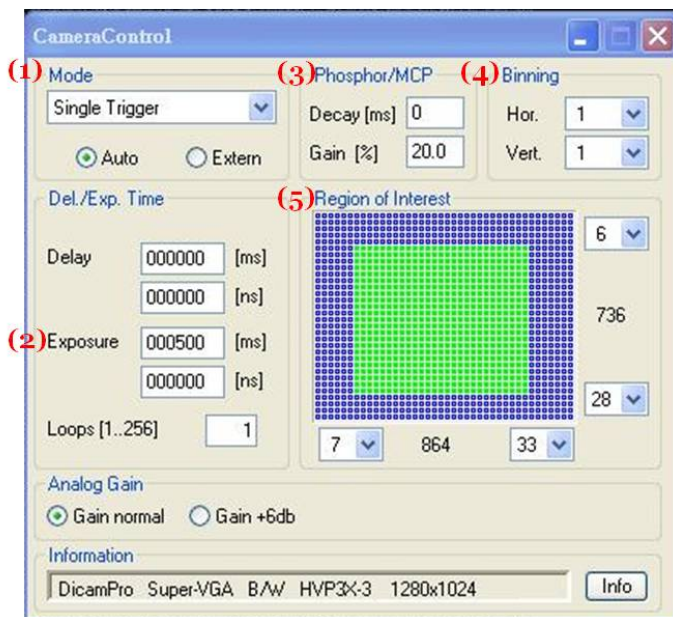 CameraControl
(1) Mode
Single Trigger
Auto Extern
(3) Phosphor/MCP
Decay [ms] 0
Gain [%] 20.0
(4) Binning
Hor. 1
Vert. 1
Del./Exp. Time
Delay 000000 [ms]
000000 [ns]
(2) Exposure 000500 [ms]
000000 [ns]
Loops [1..256] 1
(5) Region of Interest
6
736
28
7 864 33
Analog Gain
Gain normal Gain +6db
Information
DicamPro Super-VGA B/W HVP3X-3 1280x1024 Info